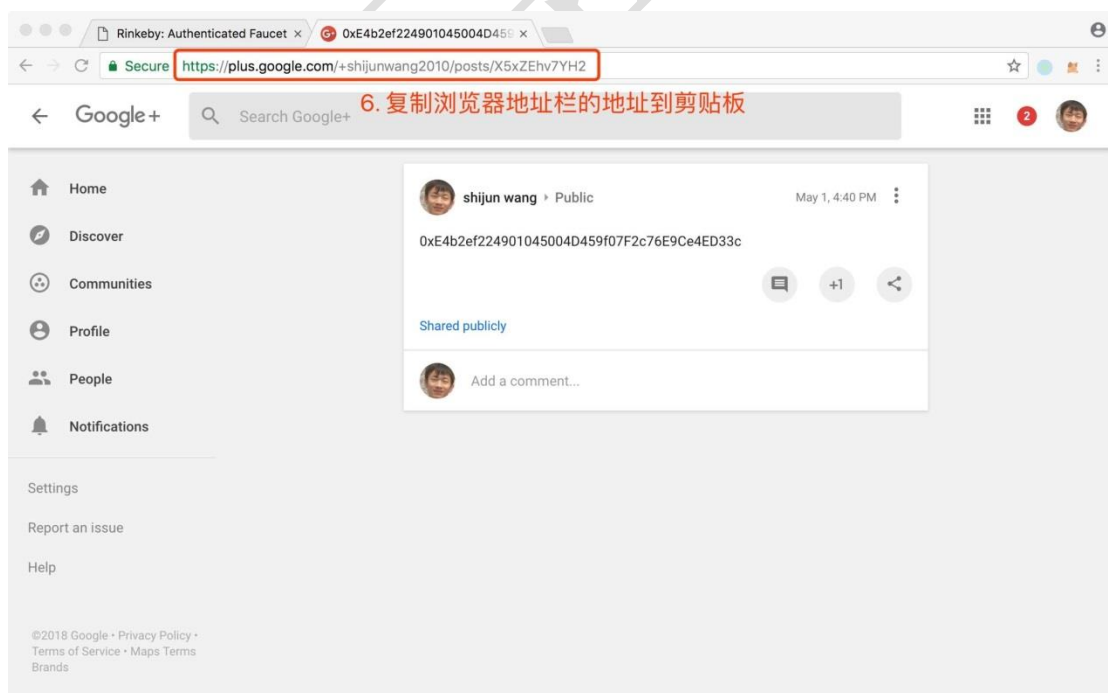 Rinkeby: Authenticated Faucet
0xE4b2ef224901045004D459
Secure https://plus.google.com/+shijunwang2010/posts/X5xZEhv7YH2
6. 复制浏览器地址栏的地址到剪贴板
Google+
Search Google+
2
Home
Discover
Communities
Profile
People
Notifications
Settings
Report an issue
Help
©2018 Google • Privacy Policy •
Terms of Service • Maps Terms
Brands
shijun wang Public
May 1, 4:40 PM
0xE4b2ef224901045004D459f07F2c76E9Ce4ED33c
+1
Shared publicly
Add a comment...